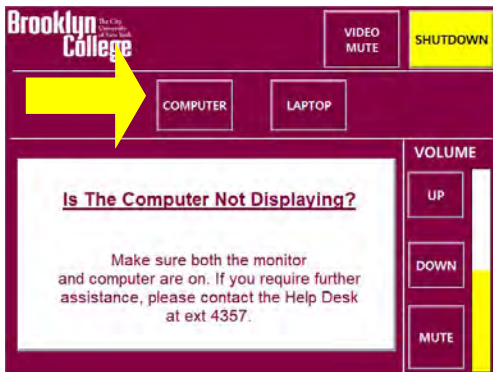 Brooklyn The City
College University
of New York
VIDEO
MUTE
SHUTDOWN
COMPUTER
LAPTOP
VOLUME
UP
DOWN
MUTE
Is The Computer Not Displaying?
Make sure both the monitor
and computer are on. If you require further
assistance, please contact the Help Desk
at ext 4357.